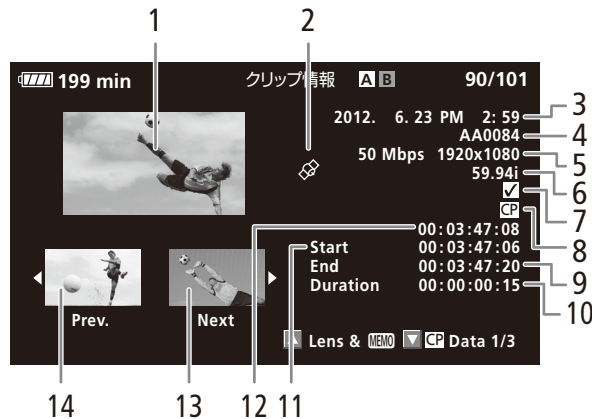 1 2
199 min クリップ情報 A B 90/101
2012. 6. 23 PM 2: 59 3
AA0084 4
50 Mbps 1920x1080 5
59.94i 6
7
CP 8
12 00:03:47:08
11 Start 00:03:47:06
End 00:03:47:20 9
Duration 00:00:00:15 10
Prev. Next
Lens & MEMO CP Data 1/3
14 13 12 11